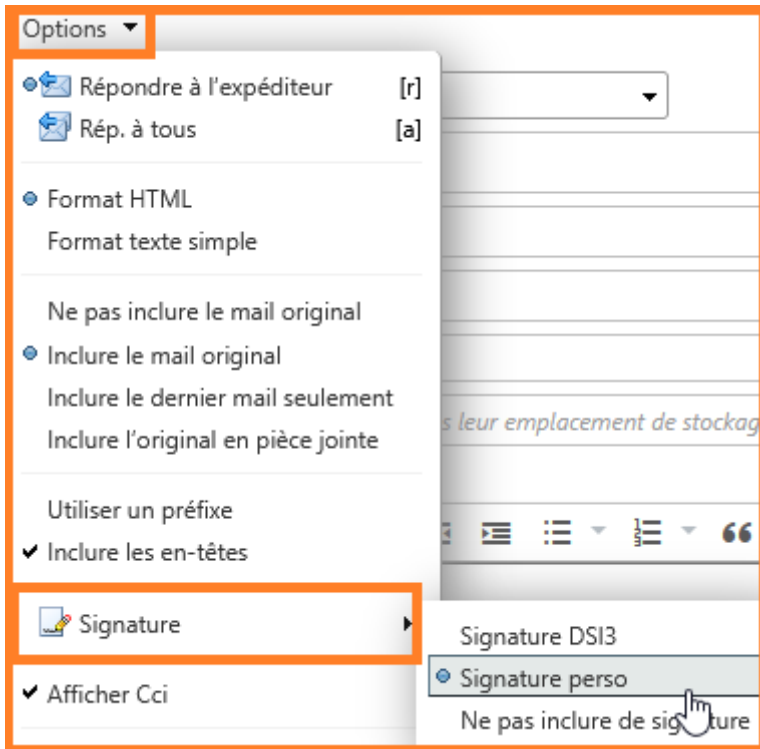 Options
Répondre à l'expéditeur [r]
Rép. à tous [a]
Format HTML
Format texte simple
Ne pas inclure le mail original
Inclure le mail original
Inclure le dernier mail seulement
leur emplacement de
Inclure l'original en pièce jointe
Utiliser un préfixe
Inclure les en-têtes
Signature
Signature DSI3
Signature perso
Afficher Cci
Ne pas inclure de signature